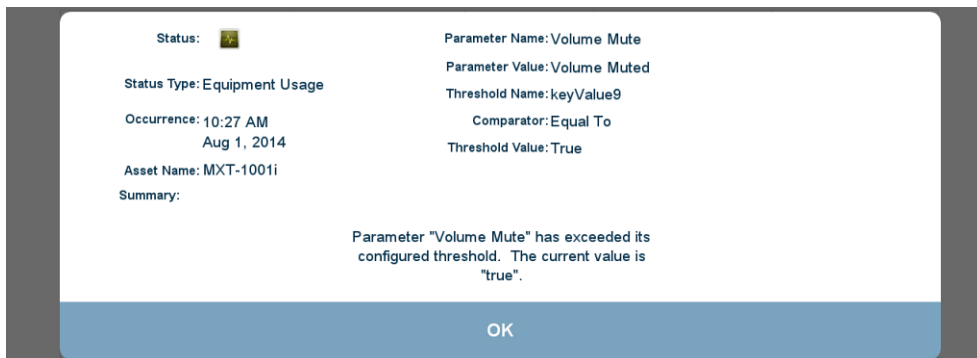 Status:
Status Type: Equipment Usage
Occurrence: 10:27 AM
Aug 1, 2014
Asset Name: MXT-1001i
Summary:
Parameter Name: Volume Mute
Parameter Value: Volume Muted
Threshold Name: keyValue9
Comparator: Equal To
Threshold Value: True
Parameter "Volume Mute" has exceeded its
configured threshold. The current value is
"true".
OK